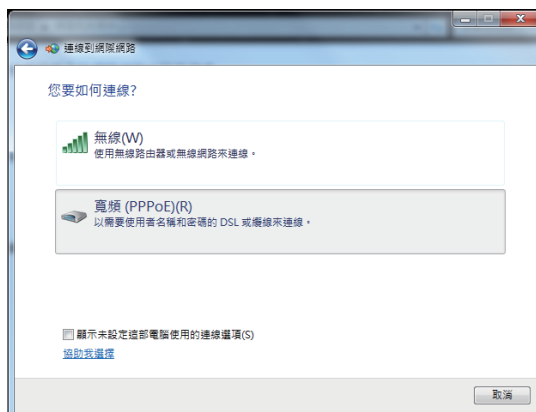 連線到網際網路
您要如何連線?
無線(W)
使用無線路由器或無線網路來連線。
寬頻 (PPPoE)(R)
以需要使用者名稱和密碼的 DSL 或纜線來連線。
顯示未設定這部電腦使用的連線選項(S)
協助我選擇
取消